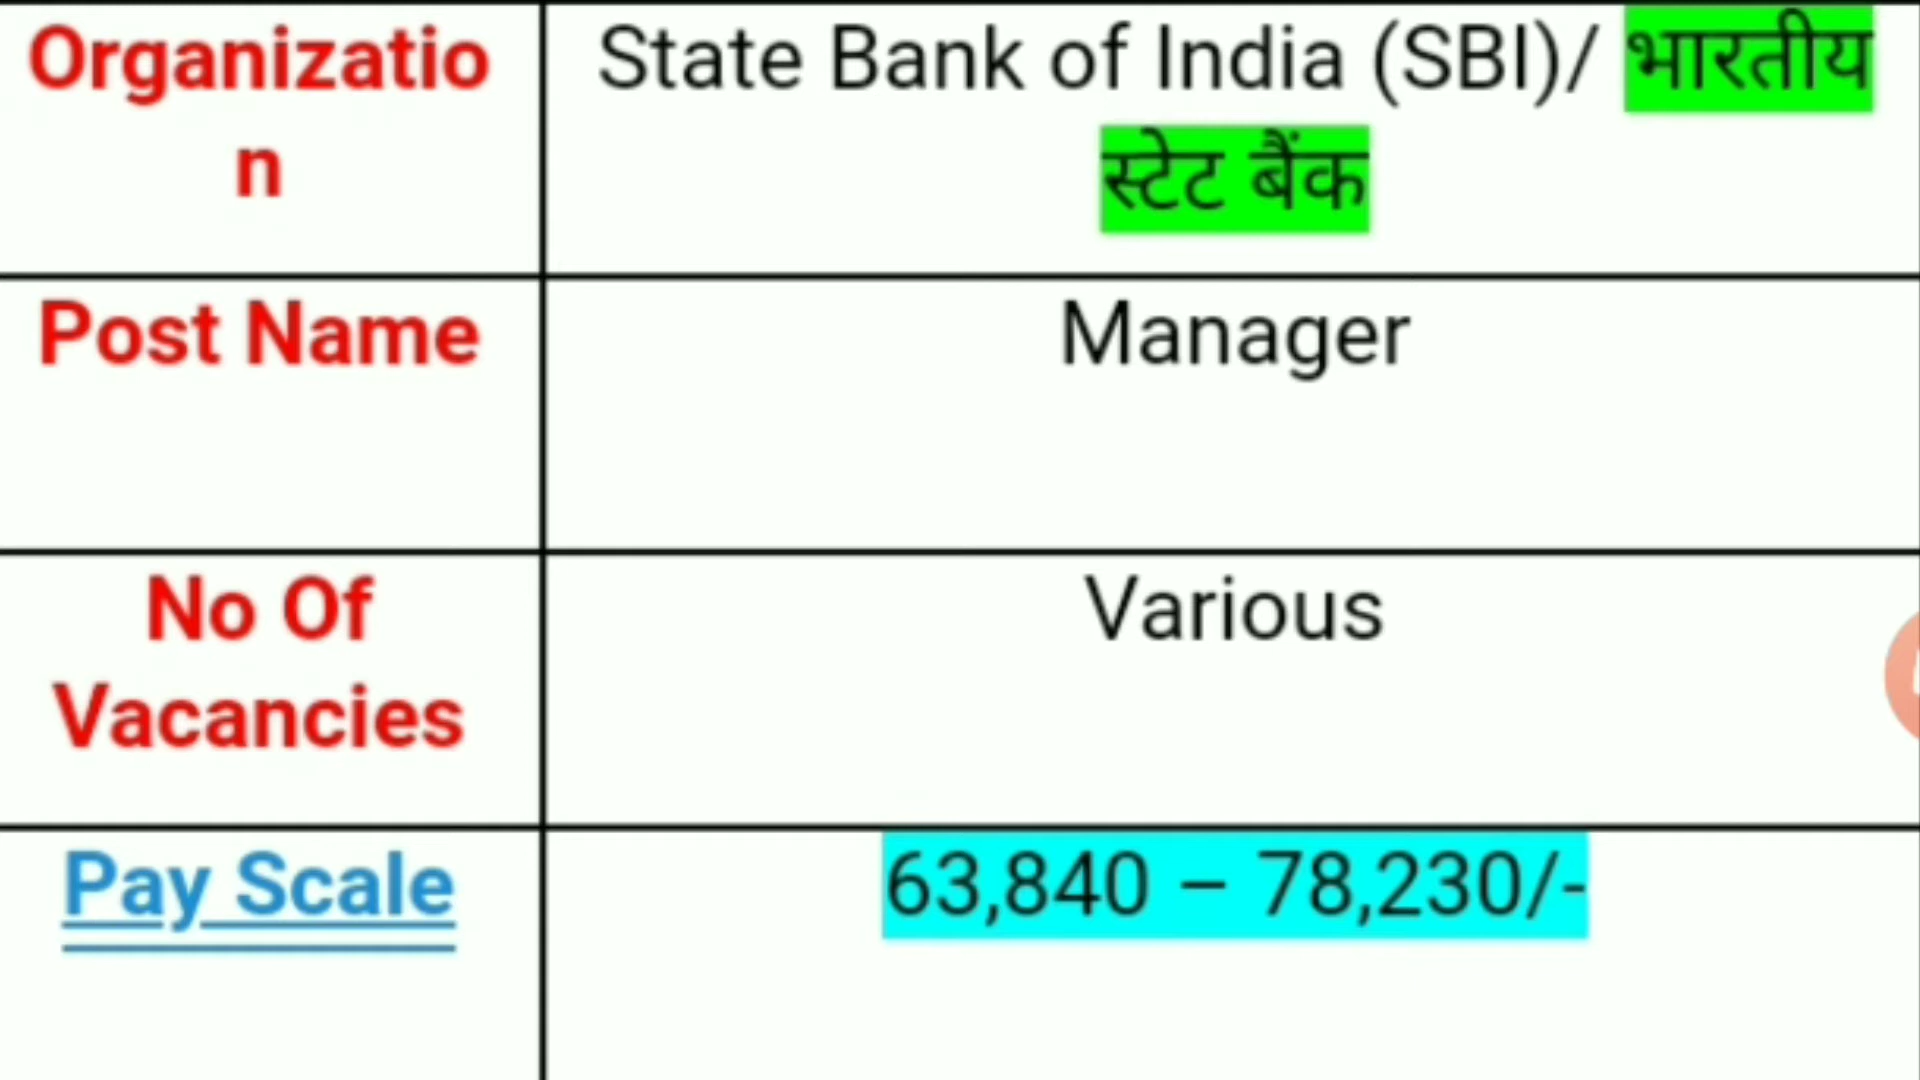 Organizatio
n
State Bank of India (SBI)/ भारतीय
स्टेट बैंक
Post Name
Manager
No Of
Vacancies
Various
Pay Scale
63,840 – 78,230/-